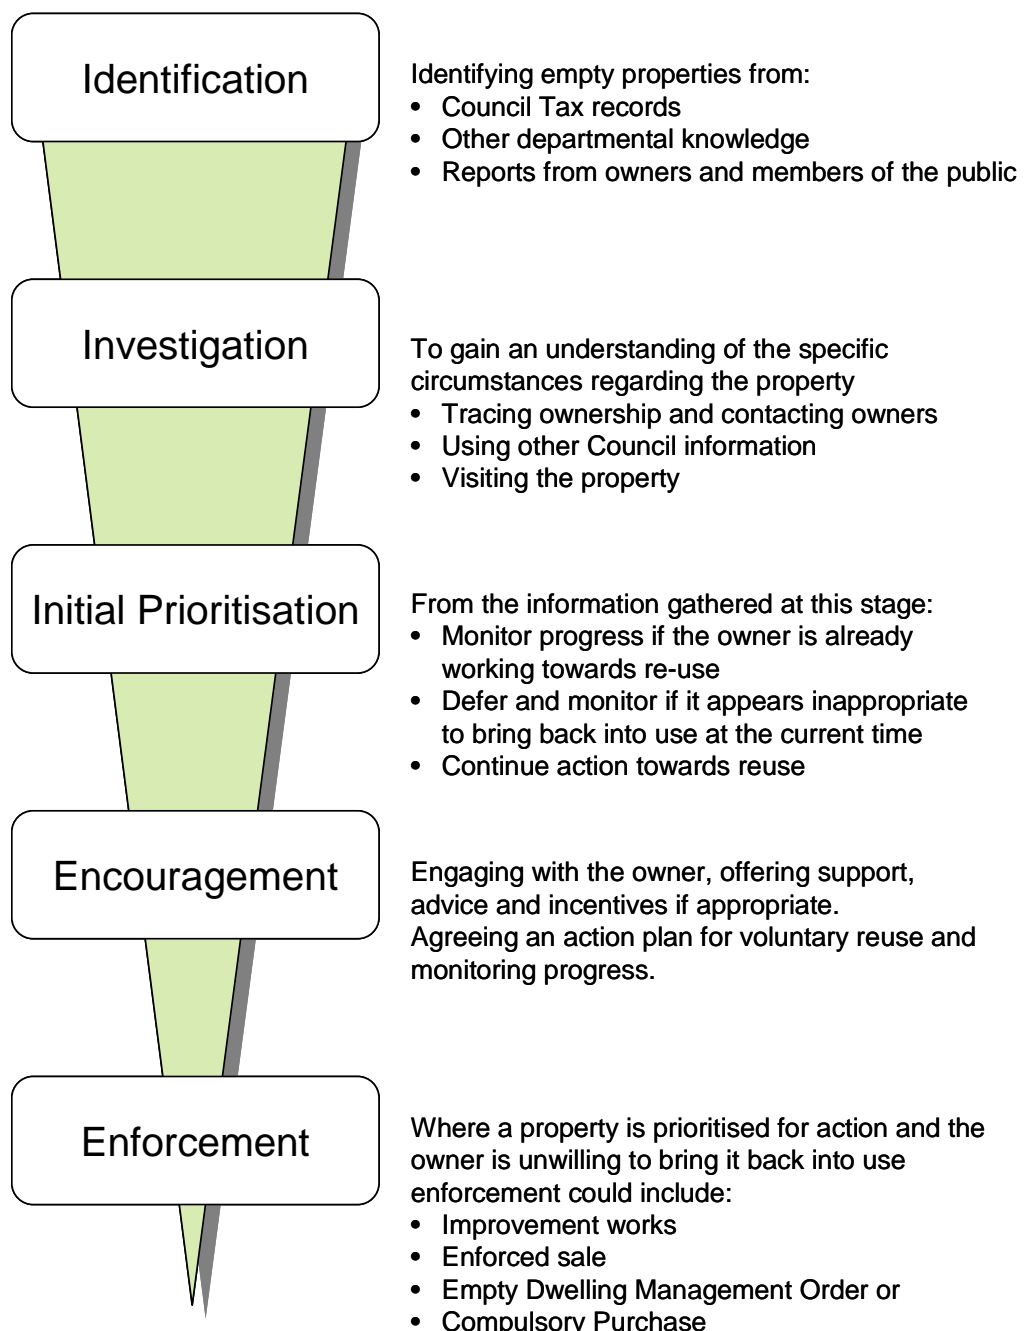 Identification
Identifying empty properties from:
• Council Tax records
• Other departmental knowledge
• Reports from owners and members of the public
Investigation
To gain an understanding of the specific
circumstances regarding the property
• Tracing ownership and contacting owners
• Using other Council information
• Visiting the property
Initial Prioritisation
From the information gathered at this stage:
• Monitor progress if the owner is already
working towards re-use
• Defer and monitor if it appears inappropriate
to bring back into use at the current time
• Continue action towards reuse
Encouragement
Engaging with the owner, offering support,
advice and incentives if appropriate.
Agreeing an action plan for voluntary reuse and
monitoring progress.
Enforcement
Where a property is prioritised for action and the
owner is unwilling to bring it back into use
enforcement could include:
• Improvement works
• Enforced sale
• Empty Dwelling Management Order or
• Compulsory Purchase